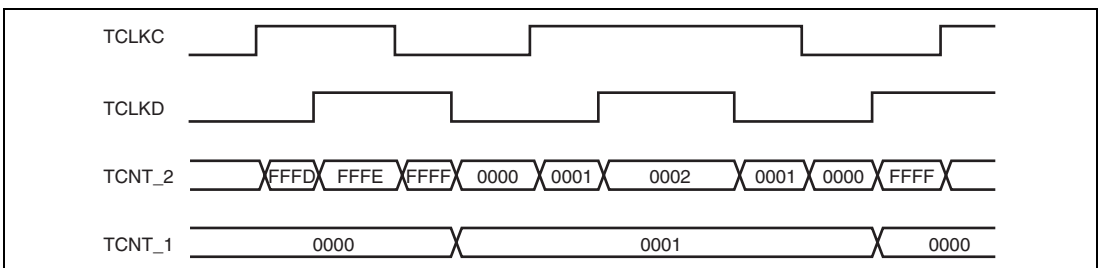 TCLKC
TCLKD
TCNT_2 FFFD FFFE FFFF 0000 0001 0002 0001 0000 FFFF
TCNT_1 0000 0001 0000